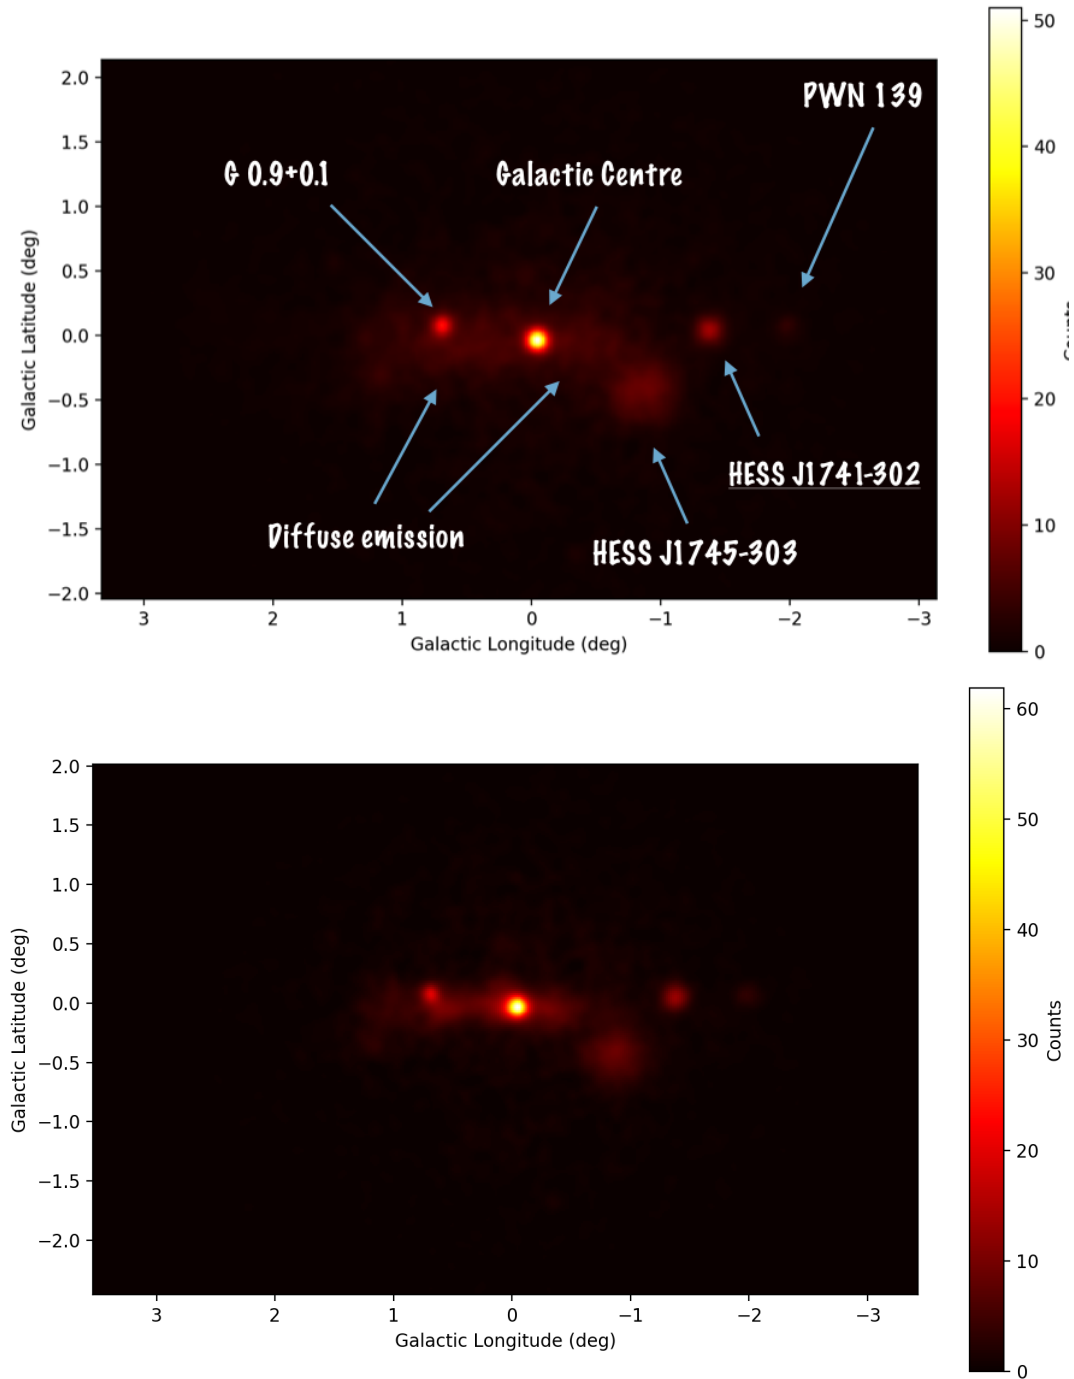 50
40
30
20
10
0
2.0
1.5
1.0
0.5
0.0
−0.5
−1.0
−1.5
−2.0
Galactic Latitude (deg)
PWN 139
G 0.9+0.1
Galactic Centre
HESS J1741-302
Diffuse emission
HESS J1745-303
3 2 1 0 −1 −2 −3
Galactic Longitude (deg)
60
50
40
30
20
10
0
Counts
2.0
1.5
1.0
0.5
0.0
−0.5
−1.0
−1.5
−2.0
Galactic Latitude (deg)
3 2 1 0 −1 −2 −3
Galactic Longitude (deg)